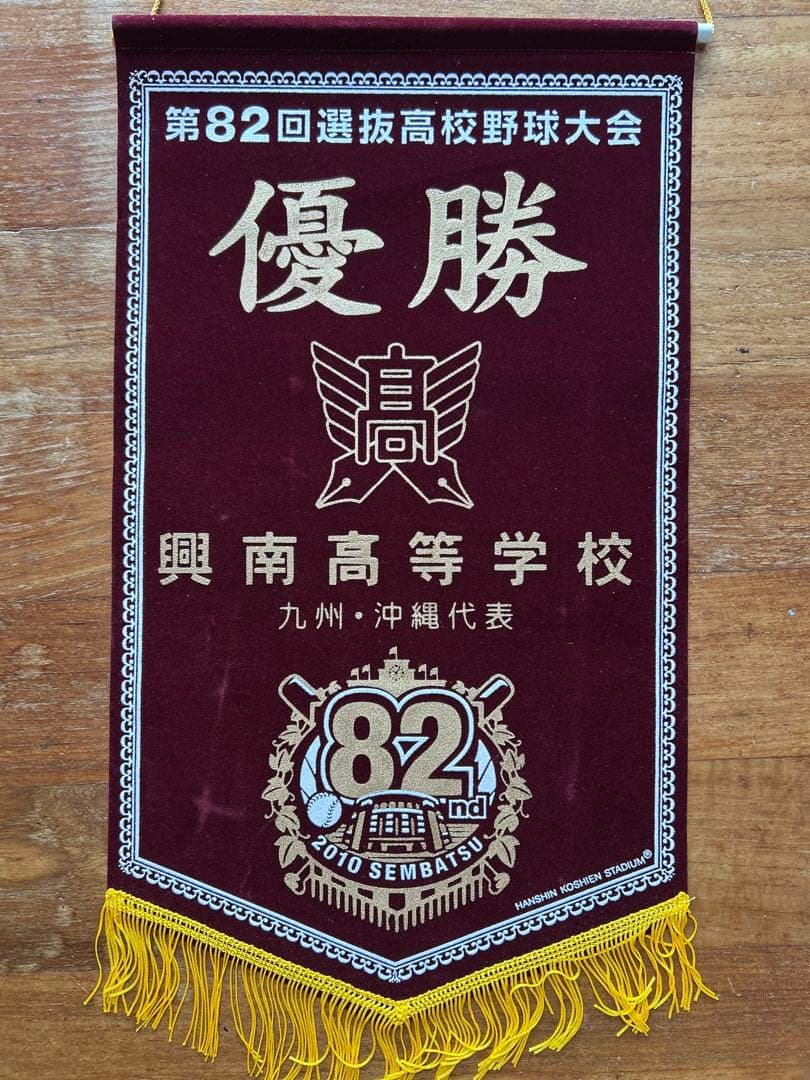 第82回選抜高校野球大会
優勝
高
興南高等学校
九州・沖縄代表
82nd
2010 SEMBATSU
HANSHIN KOSHIEN STADIUM®